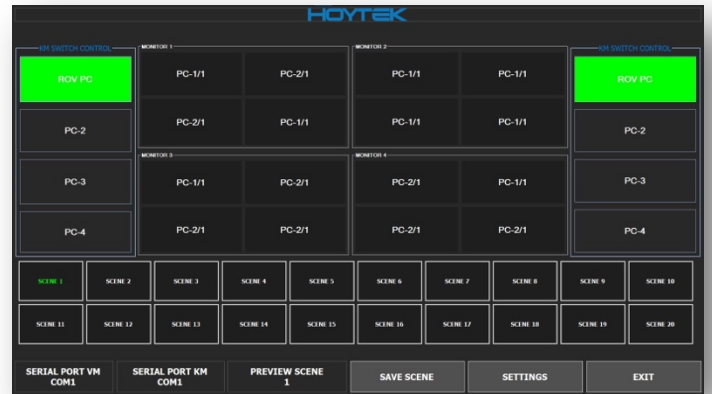 HOYTEK
KM SWITCH CONTROL
ROV PC
PC-2
PC-3
PC-4
MONITOR 1
PC-1/1 PC-2/1
PC-2/1 PC-1/1
MONITOR 2
PC-1/1 PC-1/1
PC-1/1 PC-1/1
MONITOR 3
PC-1/1 PC-2/1
PC-2/1 PC-2/1
MONITOR 4
PC-2/1 PC-1/1
PC-2/1 PC-2/1
KM SWITCH CONTROL
ROV PC
PC-2
PC-3
PC-4
SCENE 1 SCENE 2 SCENE 3 SCENE 4 SCENE 5 SCENE 6 SCENE 7 SCENE 8 SCENE 9 SCENE 10
SCENE 11 SCENE 12 SCENE 13 SCENE 14 SCENE 15 SCENE 16 SCENE 17 SCENE 18 SCENE 19 SCENE 20
SERIAL PORT VM
COM1
SERIAL PORT KM
COM1
PREVIEW SCENE
1
SAVE SCENE
SETTINGS
EXIT